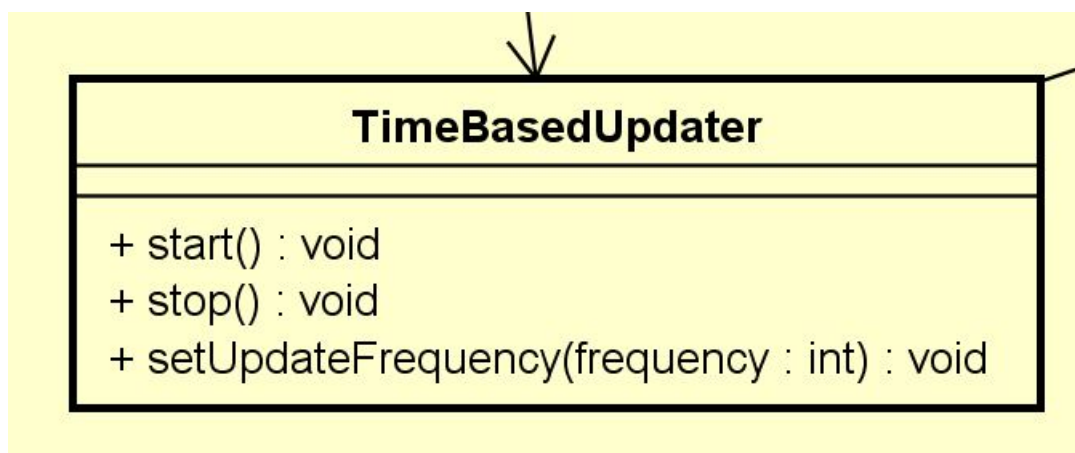 TimeBasedUpdater
+ start() : void
+ stop() : void
+ setUpdateFrequency(frequency : int) : void